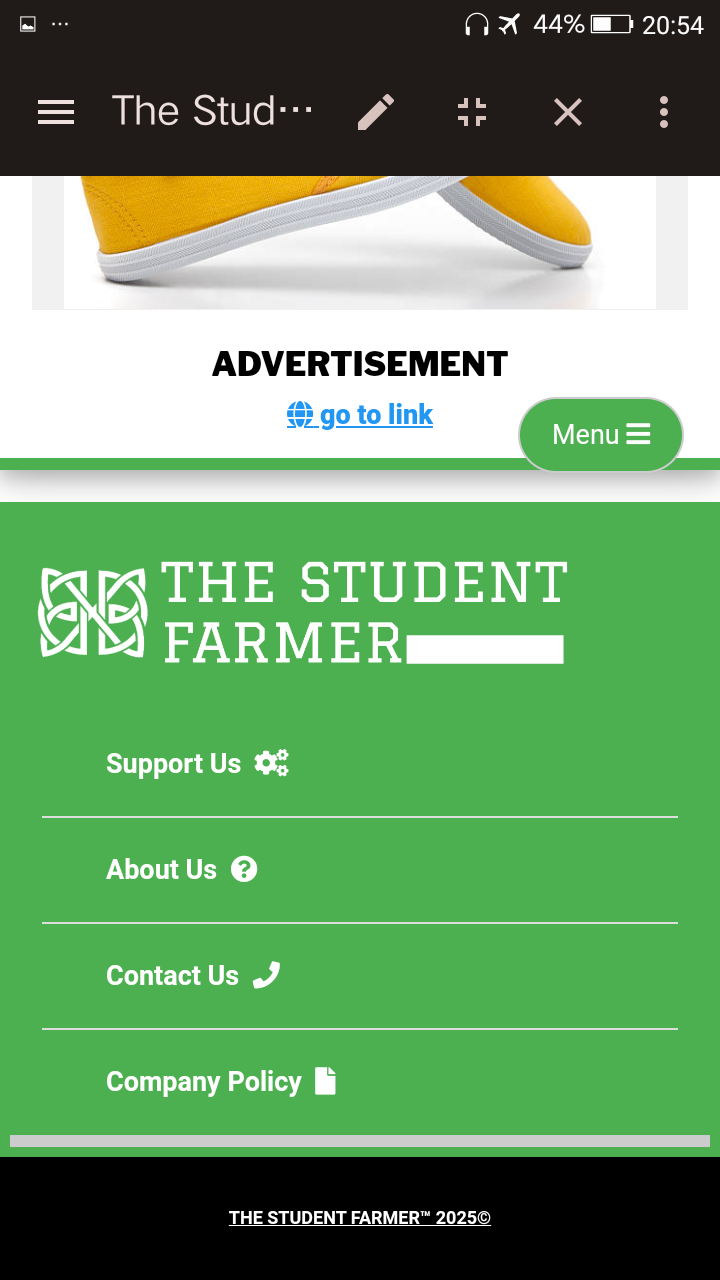 44% 20:54
The Stud···
ADVERTISEMENT
go to link
Menu
THE STUDENT
FARMER
Support Us
About Us
Contact Us
Company Policy
THE STUDENT FARMER™ 2025©